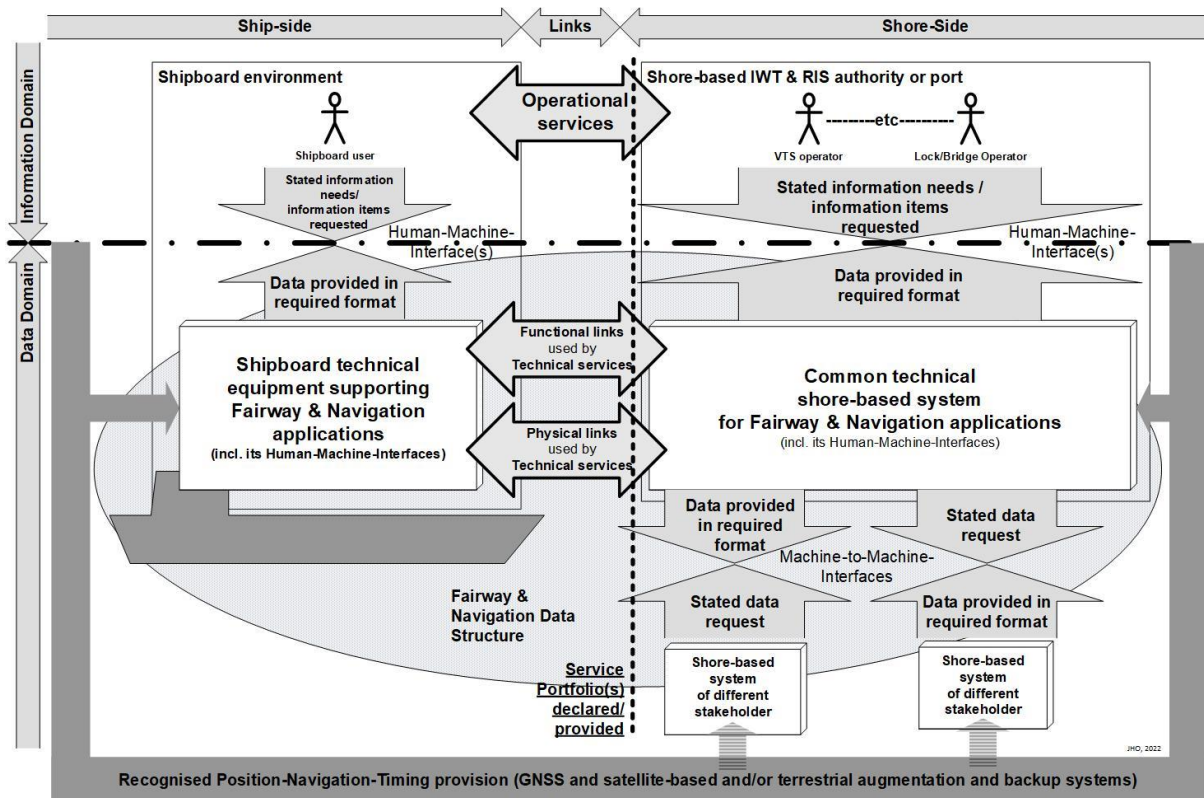 Ship-side
Links
Shore-Side
Information Domain
Data Domain
Shipboard environment
Shipboard user
Stated information
needs/
information items
requested
Human-Machine-
Interface(s)
Data provided in
required format
Shipboard technical
equipment supporting
Fairway & Navigation
applications
(incl. its Human-Machine-Interfaces)
Operational
services
Functional links
used by
Technical services
Physical links
used by
Technical services
Shore-based IWT & RIS authority or port
---------etc----------
VTS operator
Lock/Bridge Operator
Stated information needs /
information items
requested
Human-Machine-
Interface(s)
Data provided in
required format
Common technical
shore-based system
for Fairway & Navigation applications
(incl. its Human-Machine-Interfaces)
Data provided
in required
format
Stated data
request
Machine-to-Machine-
Interfaces
Stated data
request
Data provided in
required format
Fairway &
Navigation Data
Structure
Service
Portfolio(s)
declared/
provided
Shore-based
system
of different
stakeholder
Shore-based
system
of different
stakeholder
JHO, 2022
Recognised Position-Navigation-Timing provision (GNSS and satellite-based and/or terrestrial augmentation and backup systems)